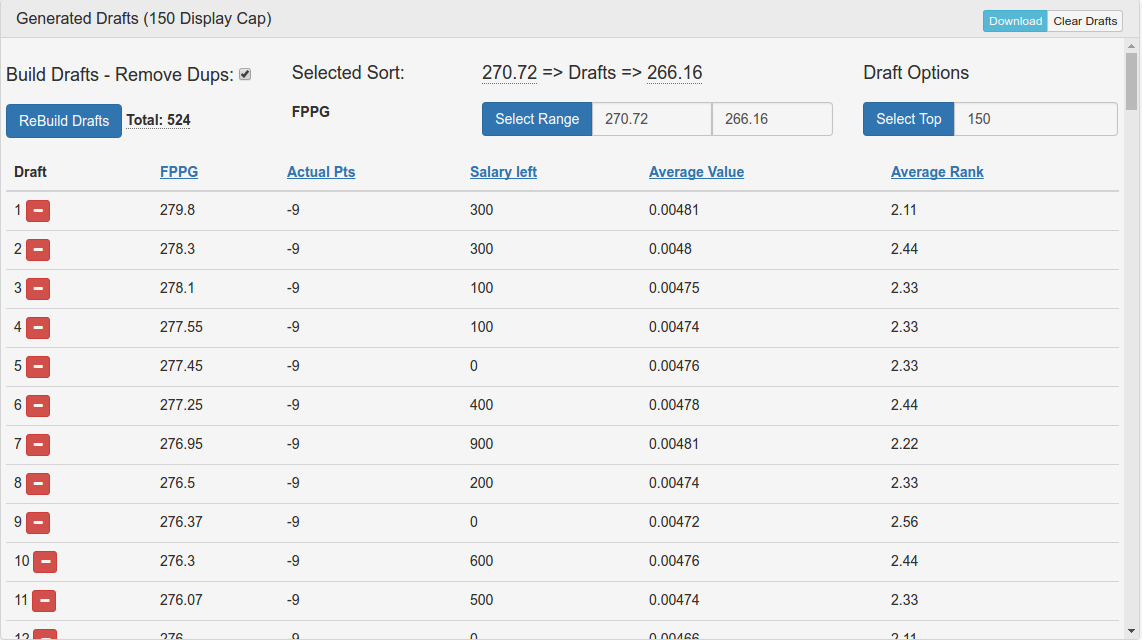 Generated Drafts (150 Display Cap) Download Clear Drafts
Build Drafts - Remove Dups: Selected Sort: 270.72 => Drafts => 266.16 Draft Options
ReBuild Drafts Total: 524 FPPG Select Range 270.72 266.16 Select Top 150
Draft FPPG Actual Pts Salary left Average Value Average Rank
1 279.8 -9 300 0.00481 2.11
2 278.3 -9 300 0.0048 2.44
3 278.1 -9 100 0.00475 2.33
4 277.55 -9 100 0.00474 2.33
5 277.45 -9 0 0.00476 2.33
6 277.25 -9 400 0.00478 2.44
7 276.95 -9 900 0.00481 2.22
8 276.5 -9 200 0.00474 2.33
9 276.37 -9 0 0.00472 2.56
10 276.3 -9 600 0.00476 2.44
11 276.07 -9 500 0.00474 2.33
12 276 -9 0 0.00466 2.11